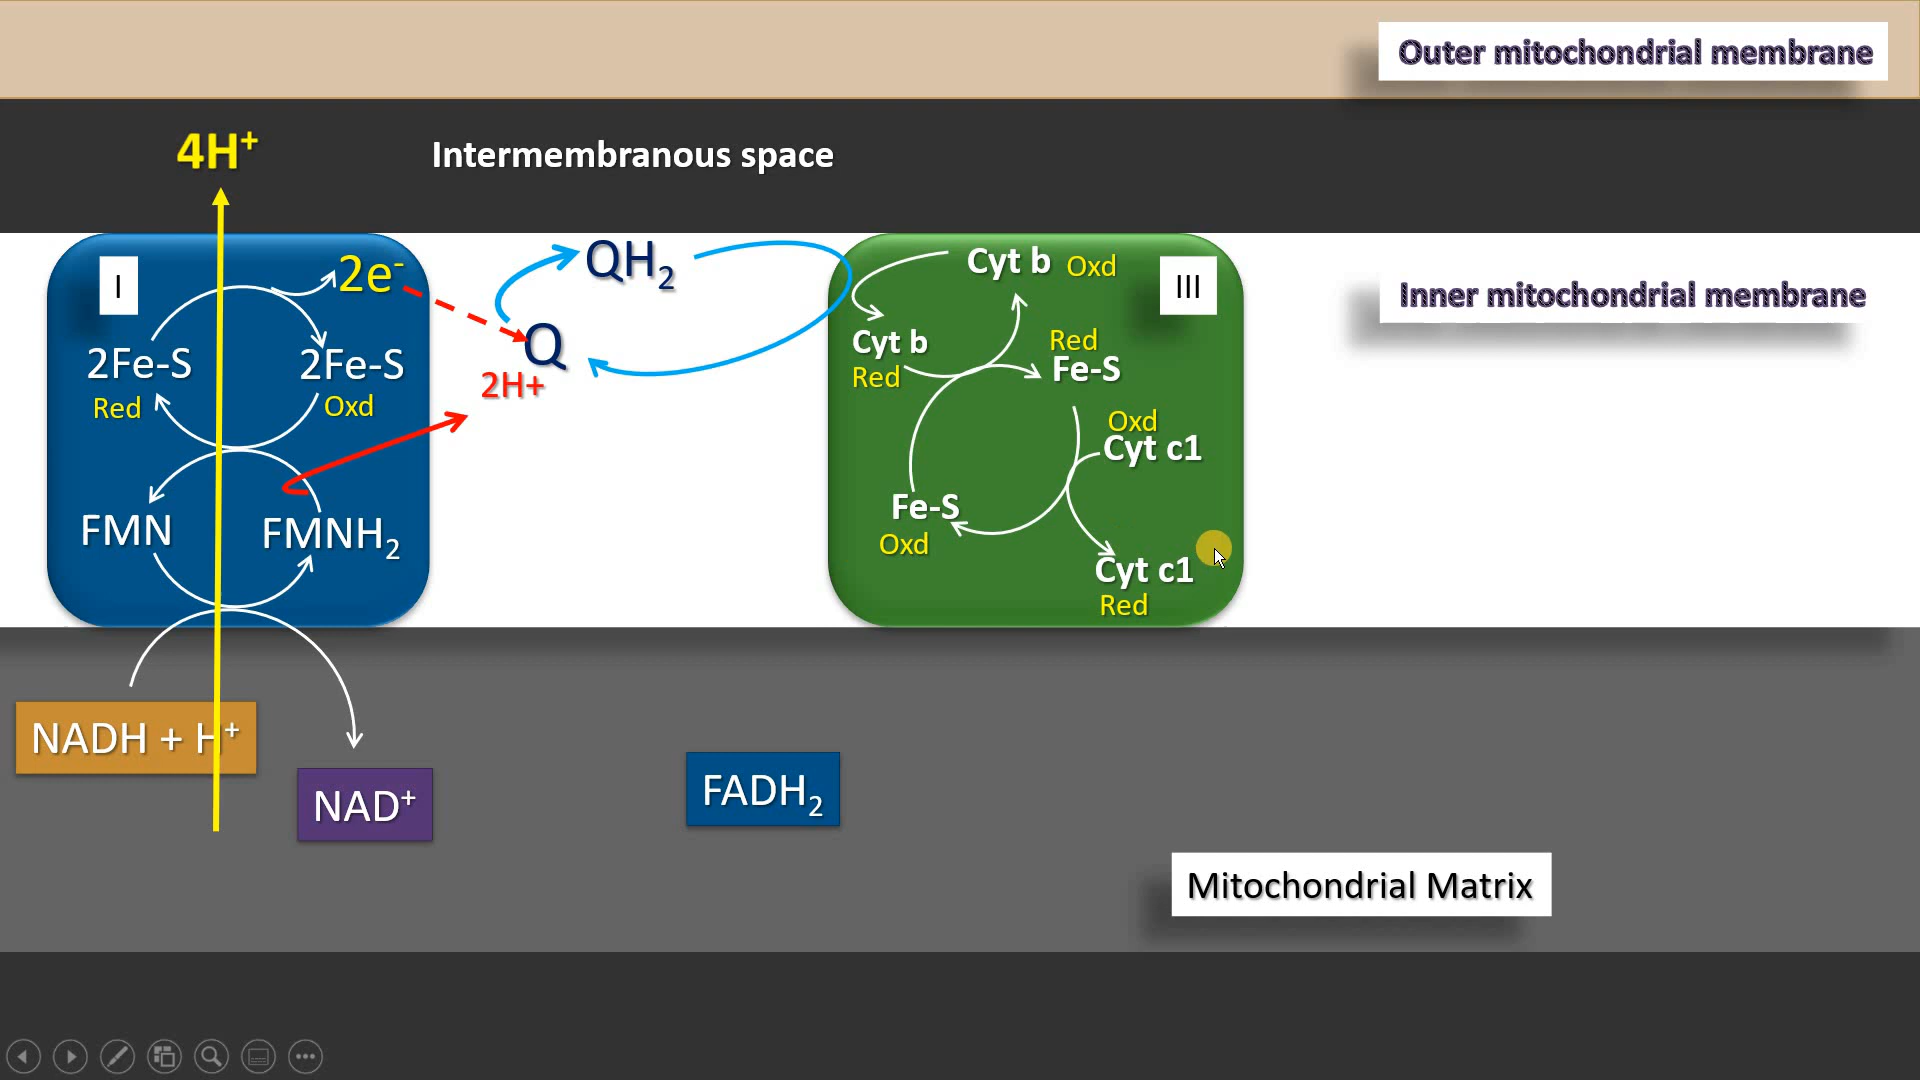 Outer mitochondrial membrane
4H⁺
Intermembranous space
I
2e⁻
2Fe-S
Red
2Fe-S
Oxd
FMN
FMNH₂
QH₂
Q
2H+
III
Cyt b Oxd
Cyt b
Red
Red
Fe-S
Oxd
Cyt c1
Fe-S
Oxd
Cyt c1
Red
Inner mitochondrial membrane
NADH + H⁺
NAD⁺
FADH₂
Mitochondrial Matrix